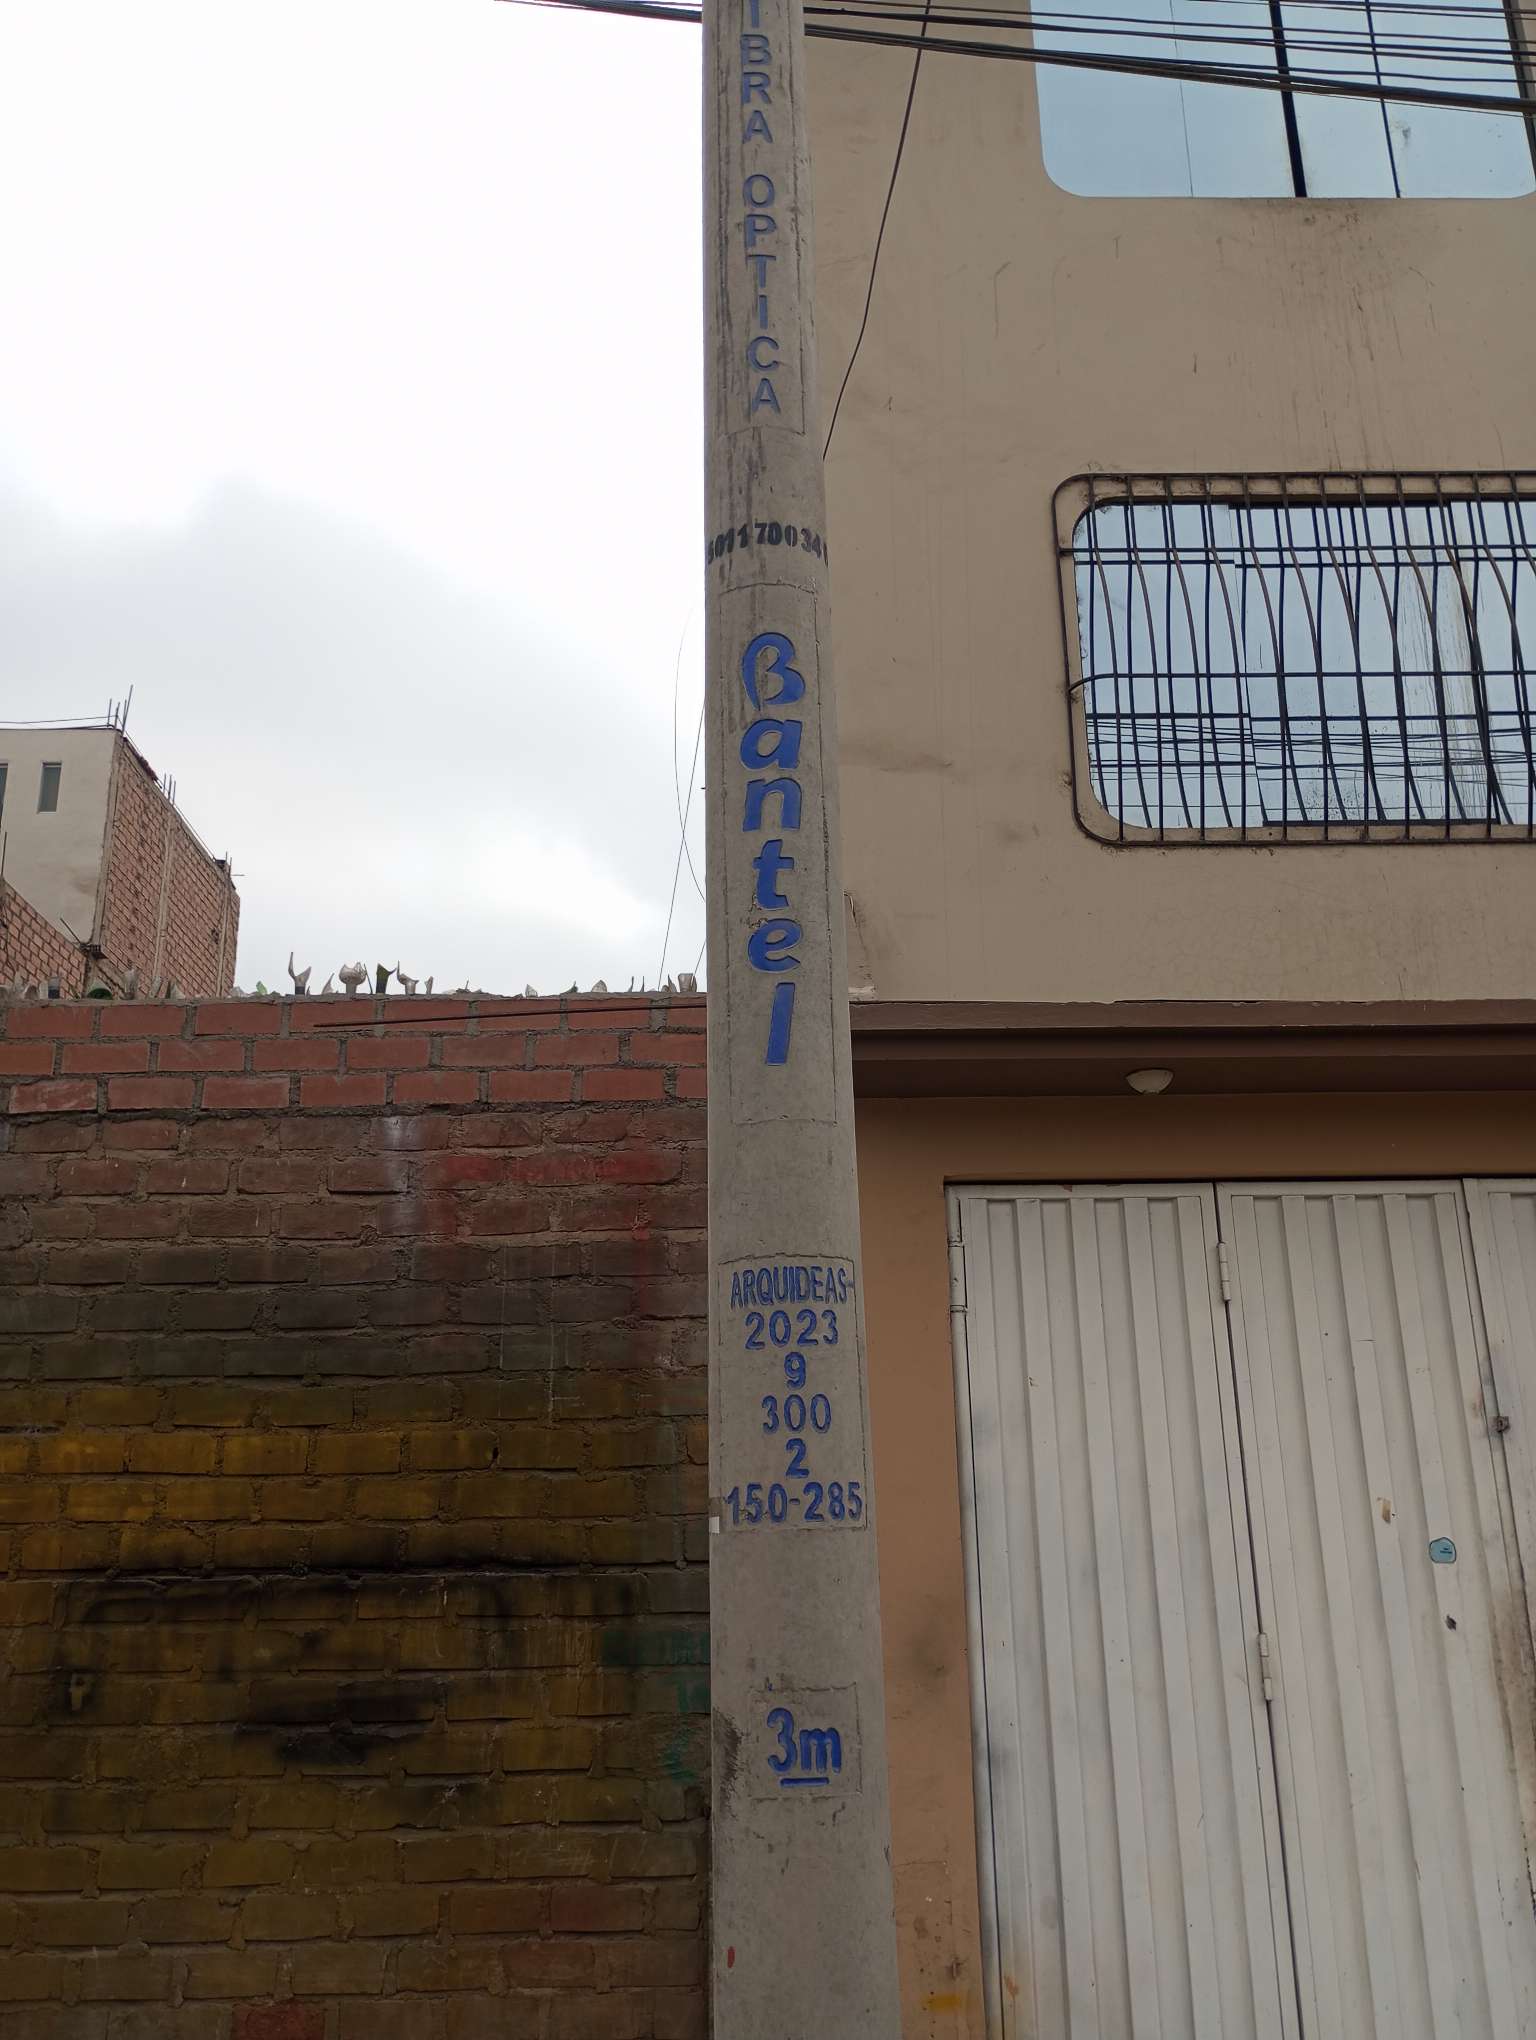 IBRA OPTICA
Bantel
ARQUIDEAS-
2023
9
300
2
150-285
3m